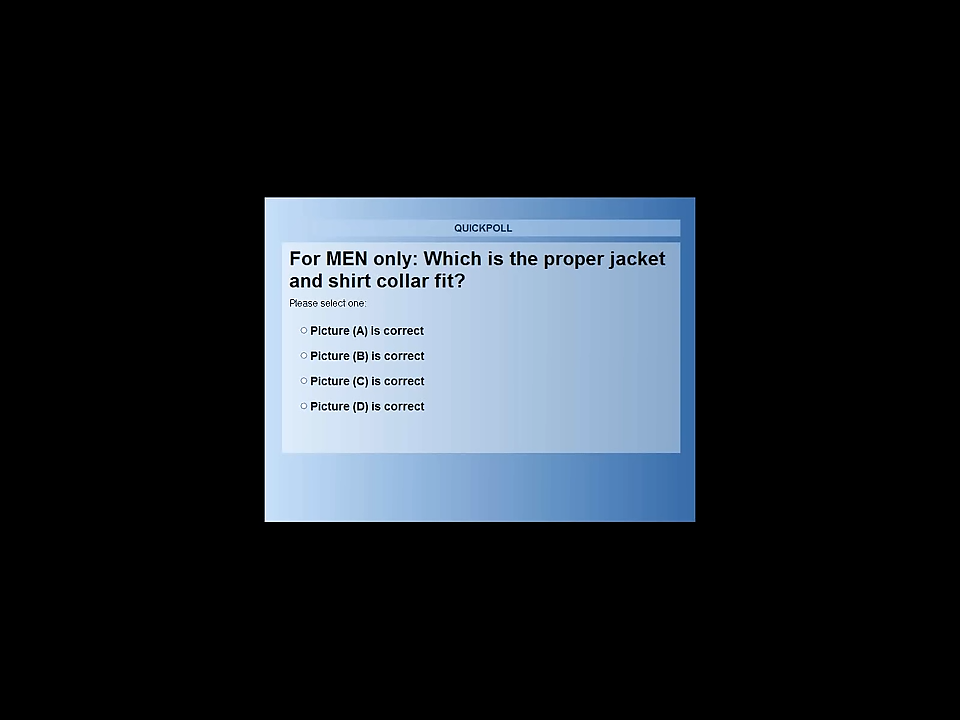 QUICKPOLL
For MEN only: Which is the proper jacket
and shirt collar fit?
Please select one:
Picture (A) is correct
Picture (B) is correct
Picture (C) is correct
Picture (D) is correct